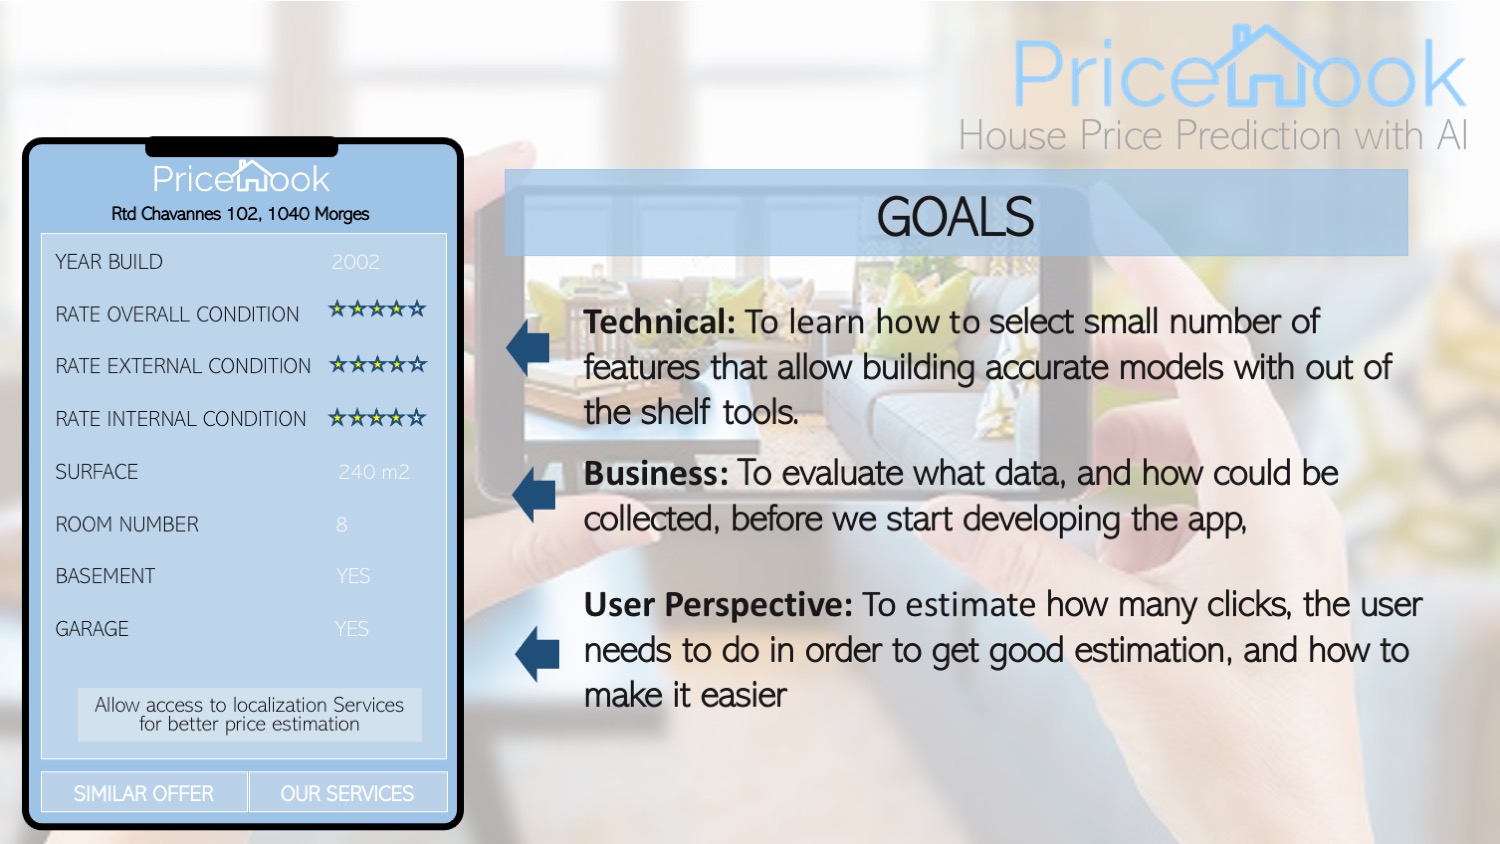 PriceHook
House Price Prediction with AI
PriceHook
Rtd Chavannes 102, 1040 Morges
YEAR BUILD 2002
RATE OVERALL CONDITION
RATE EXTERNAL CONDITION
RATE INTERNAL CONDITION
SURFACE 240 m2
ROOM NUMBER 8
BASEMENT YES
GARAGE YES
Allow access to localization Services
for better price estimation
SIMILAR OFFER
OUR SERVICES
GOALS
Technical: To learn how to select small number of
features that allow building accurate models with out of
the shelf tools.
Business: To evaluate what data, and how could be
collected, before we start developing the app,
User Perspective: To estimate how many clicks, the user
needs to do in order to get good estimation, and how to
make it easier